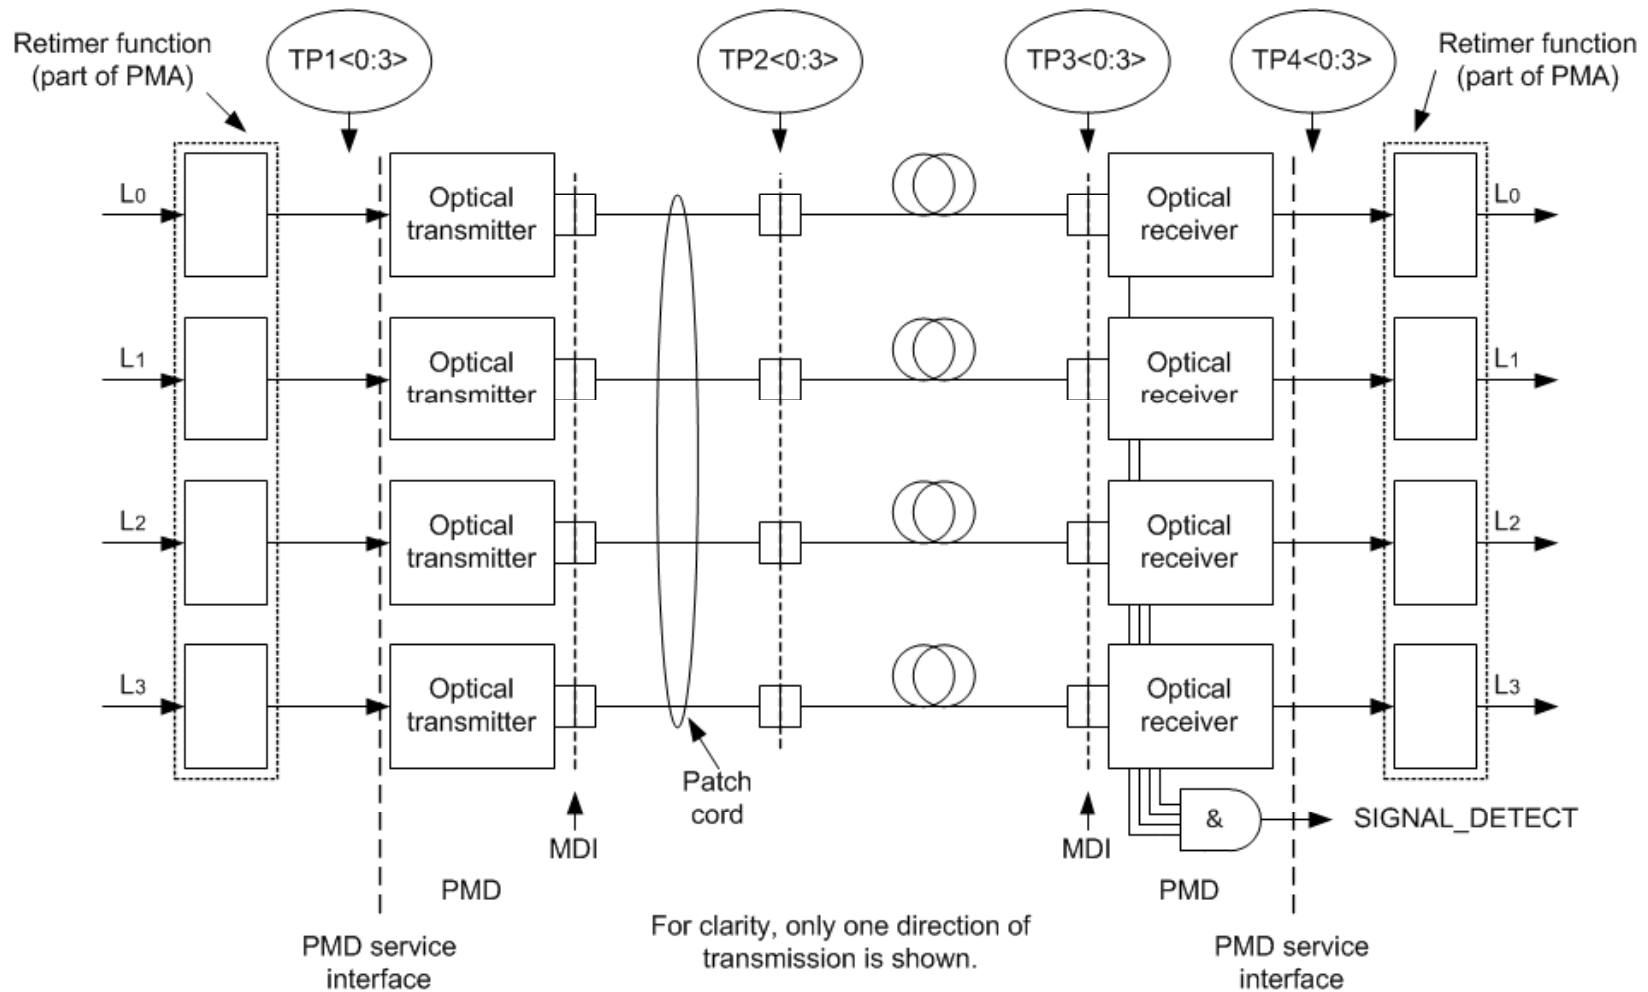 Retimer function
(part of PMA)
TP1<0:3>
TP2<0:3>
TP3<0:3>
TP4<0:3>
Retimer function
(part of PMA)
L0
Optical
transmitter
Optical
receiver
L0
L1
Optical
transmitter
Optical
receiver
L1
L2
Optical
transmitter
Optical
receiver
L2
L3
Optical
transmitter
Optical
receiver
L3
Patch
cord
&
SIGNAL_DETECT
MDI
MDI
PMD
PMD
For clarity, only one direction of
transmission is shown.
PMD service
interface
PMD service
interface